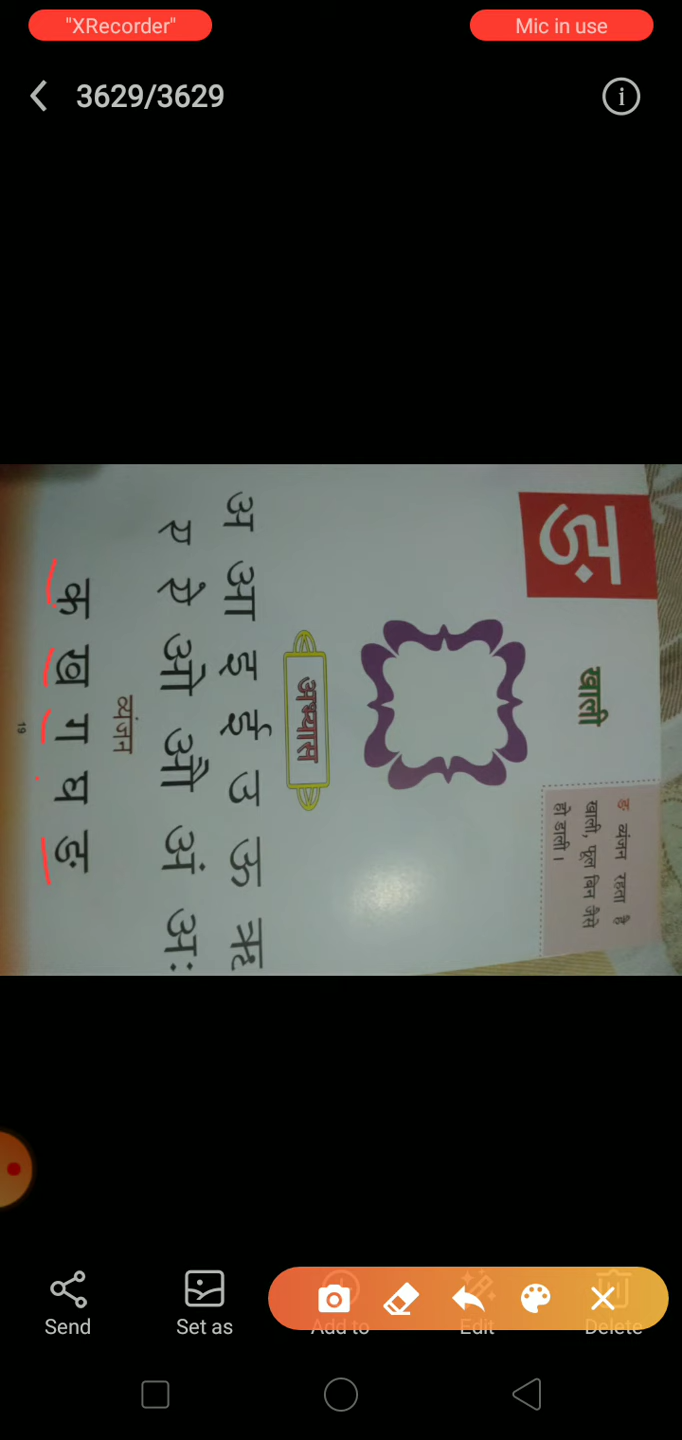 "XRecorder" Mic in use
3629/3629
ङ
खाली
ङ व्यंजन रहता है
खाली, फूल बिन जैसे
हो डाली।
अभ्यास
अ आ इ ई उ ऊ ऋ
ए ऐ ओ औ अं अः
व्यंजन
क ख ग घ ङ
19
Send Set as Add to Edit Delete